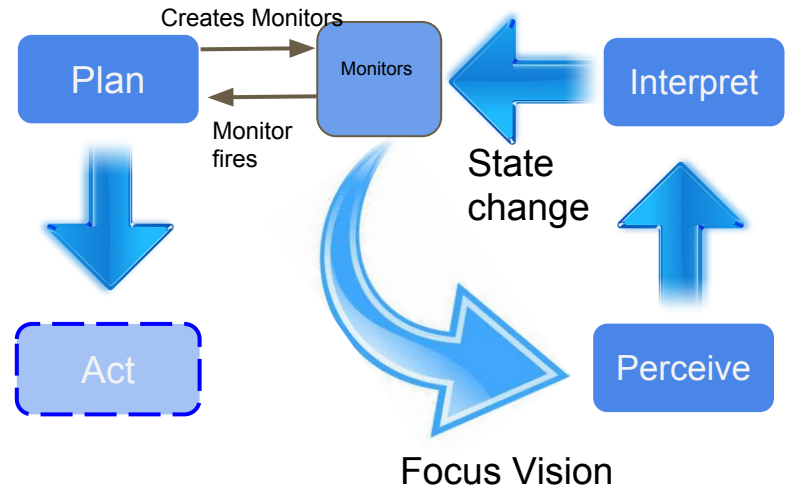 Creates Monitors
Plan
Monitors
Interpret
Monitor
fires
State
change
Act
Perceive
Focus Vision